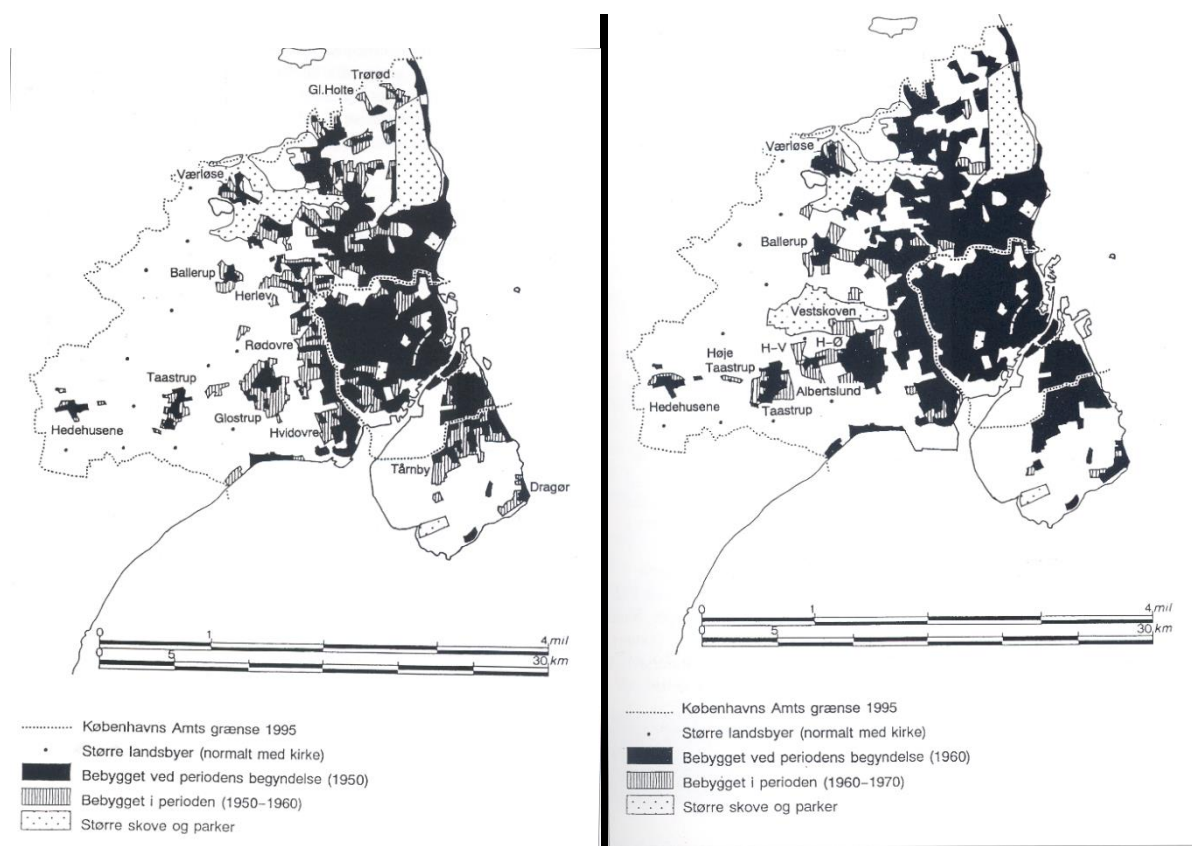 Trørød
Gl.Holte
Værløse
Ballerup
Herlev
Rødovre
Taastrup
Glostrup
Hedehusene
Hvidovre
Tårnby
Dragør
0 1 4 mil
0 5 30 km
Københavns Amts grænse 1995
Større landsbyer (normalt med kirke)
Bebygget ved periodens begyndelse (1950)
Bebygget i perioden (1950–1960)
Større skove og parker
Værløse
Ballerup
Vestskoven
H–V H–Ø
Høje
Taastrup
Albertslund
Hedehusene
Taastrup
0 1 4 mil
0 5 30 km
Københavns Amts grænse 1995
Større landsbyer (normalt med kirke)
Bebygget ved periodens begyndelse (1960)
Bebygget i perioden (1960–1970)
Større skove og parker